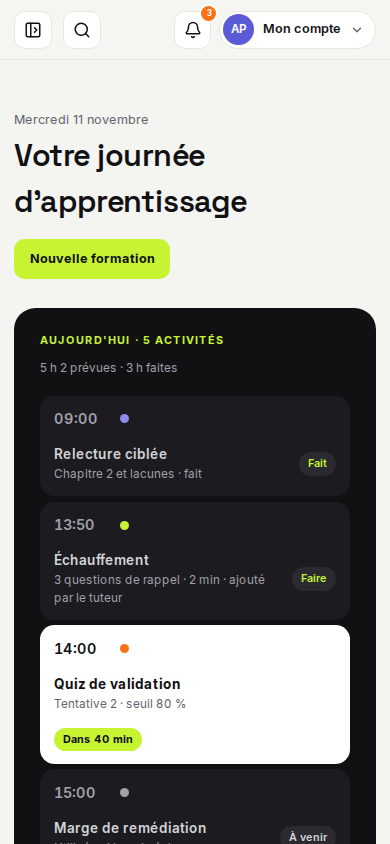 3
AP
Mon compte
Mercredi 11 novembre
Votre journée
d'apprentissage
Nouvelle formation
AUJOURD'HUI · 5 ACTIVITÉS
5 h 2 prévues · 3 h faites
09:00
Relecture ciblée
Chapitre 2 et lacunes · fait
Fait
13:50
Échauffement
3 questions de rappel · 2 min · ajouté
par le tuteur
Faire
14:00
Quiz de validation
Tentative 2 · seuil 80 %
Dans 40 min
15:00
Marge de remédiation
À venir